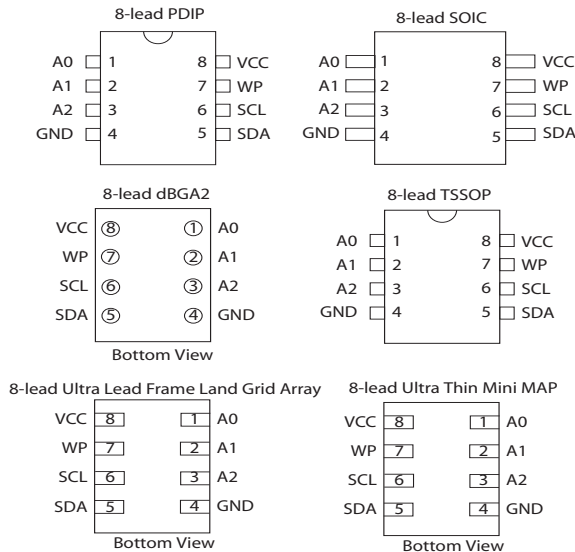 8-lead PDIP
A0 1 8 VCC
A1 2 7 WP
A2 3 6 SCL
GND 4 5 SDA
8-lead SOIC
A0 1 8 VCC
A1 2 7 WP
A2 3 6 SCL
GND 4 5 SDA
8-lead dBGA2
VCC 8 1 A0
WP 7 2 A1
SCL 6 3 A2
SDA 5 4 GND
Bottom View
8-lead TSSOP
A0 1 8 VCC
A1 2 7 WP
A2 3 6 SCL
GND 4 5 SDA
8-lead Ultra Lead Frame Land Grid Array
VCC 8 1 A0
WP 7 2 A1
SCL 6 3 A2
SDA 5 4 GND
Bottom View
8-lead Ultra Thin Mini MAP
VCC 8 1 A0
WP 7 2 A1
SCL 6 3 A2
SDA 5 4 GND
Bottom View